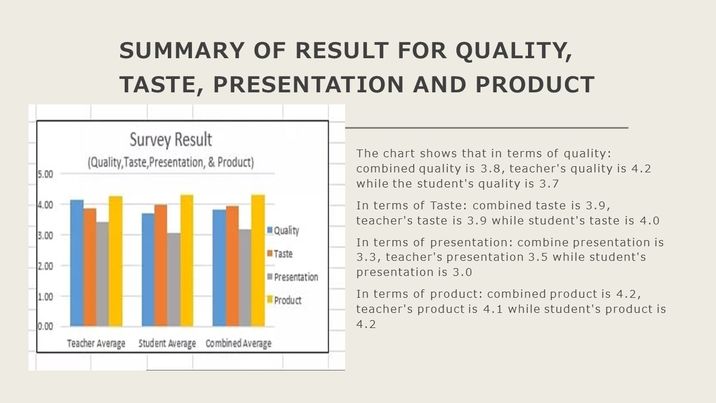 SUMMARY OF RESULT FOR QUALITY,
TASTE, PRESENTATION AND PRODUCT
Survey Result
(Quality,Taste,Presentation, & Product)
5.00
4.00
3.00
2.00
1.00
0.00
Teacher Average Student Average Combined Average
Quality
Taste
Presentation
Product
The chart shows that in terms of quality:
combined quality is 3.8, teacher's quality is 4.2
while the student's quality is 3.7
In terms of Taste: combined taste is 3.9,
teacher's taste is 3.9 while student's taste is 4.0
In terms of presentation: combine presentation is
3.3, teacher's presentation 3.5 while student's
presentation is 3.0
In terms of product: combined product is 4.2,
teacher's product is 4.1 while student's product is
4.2